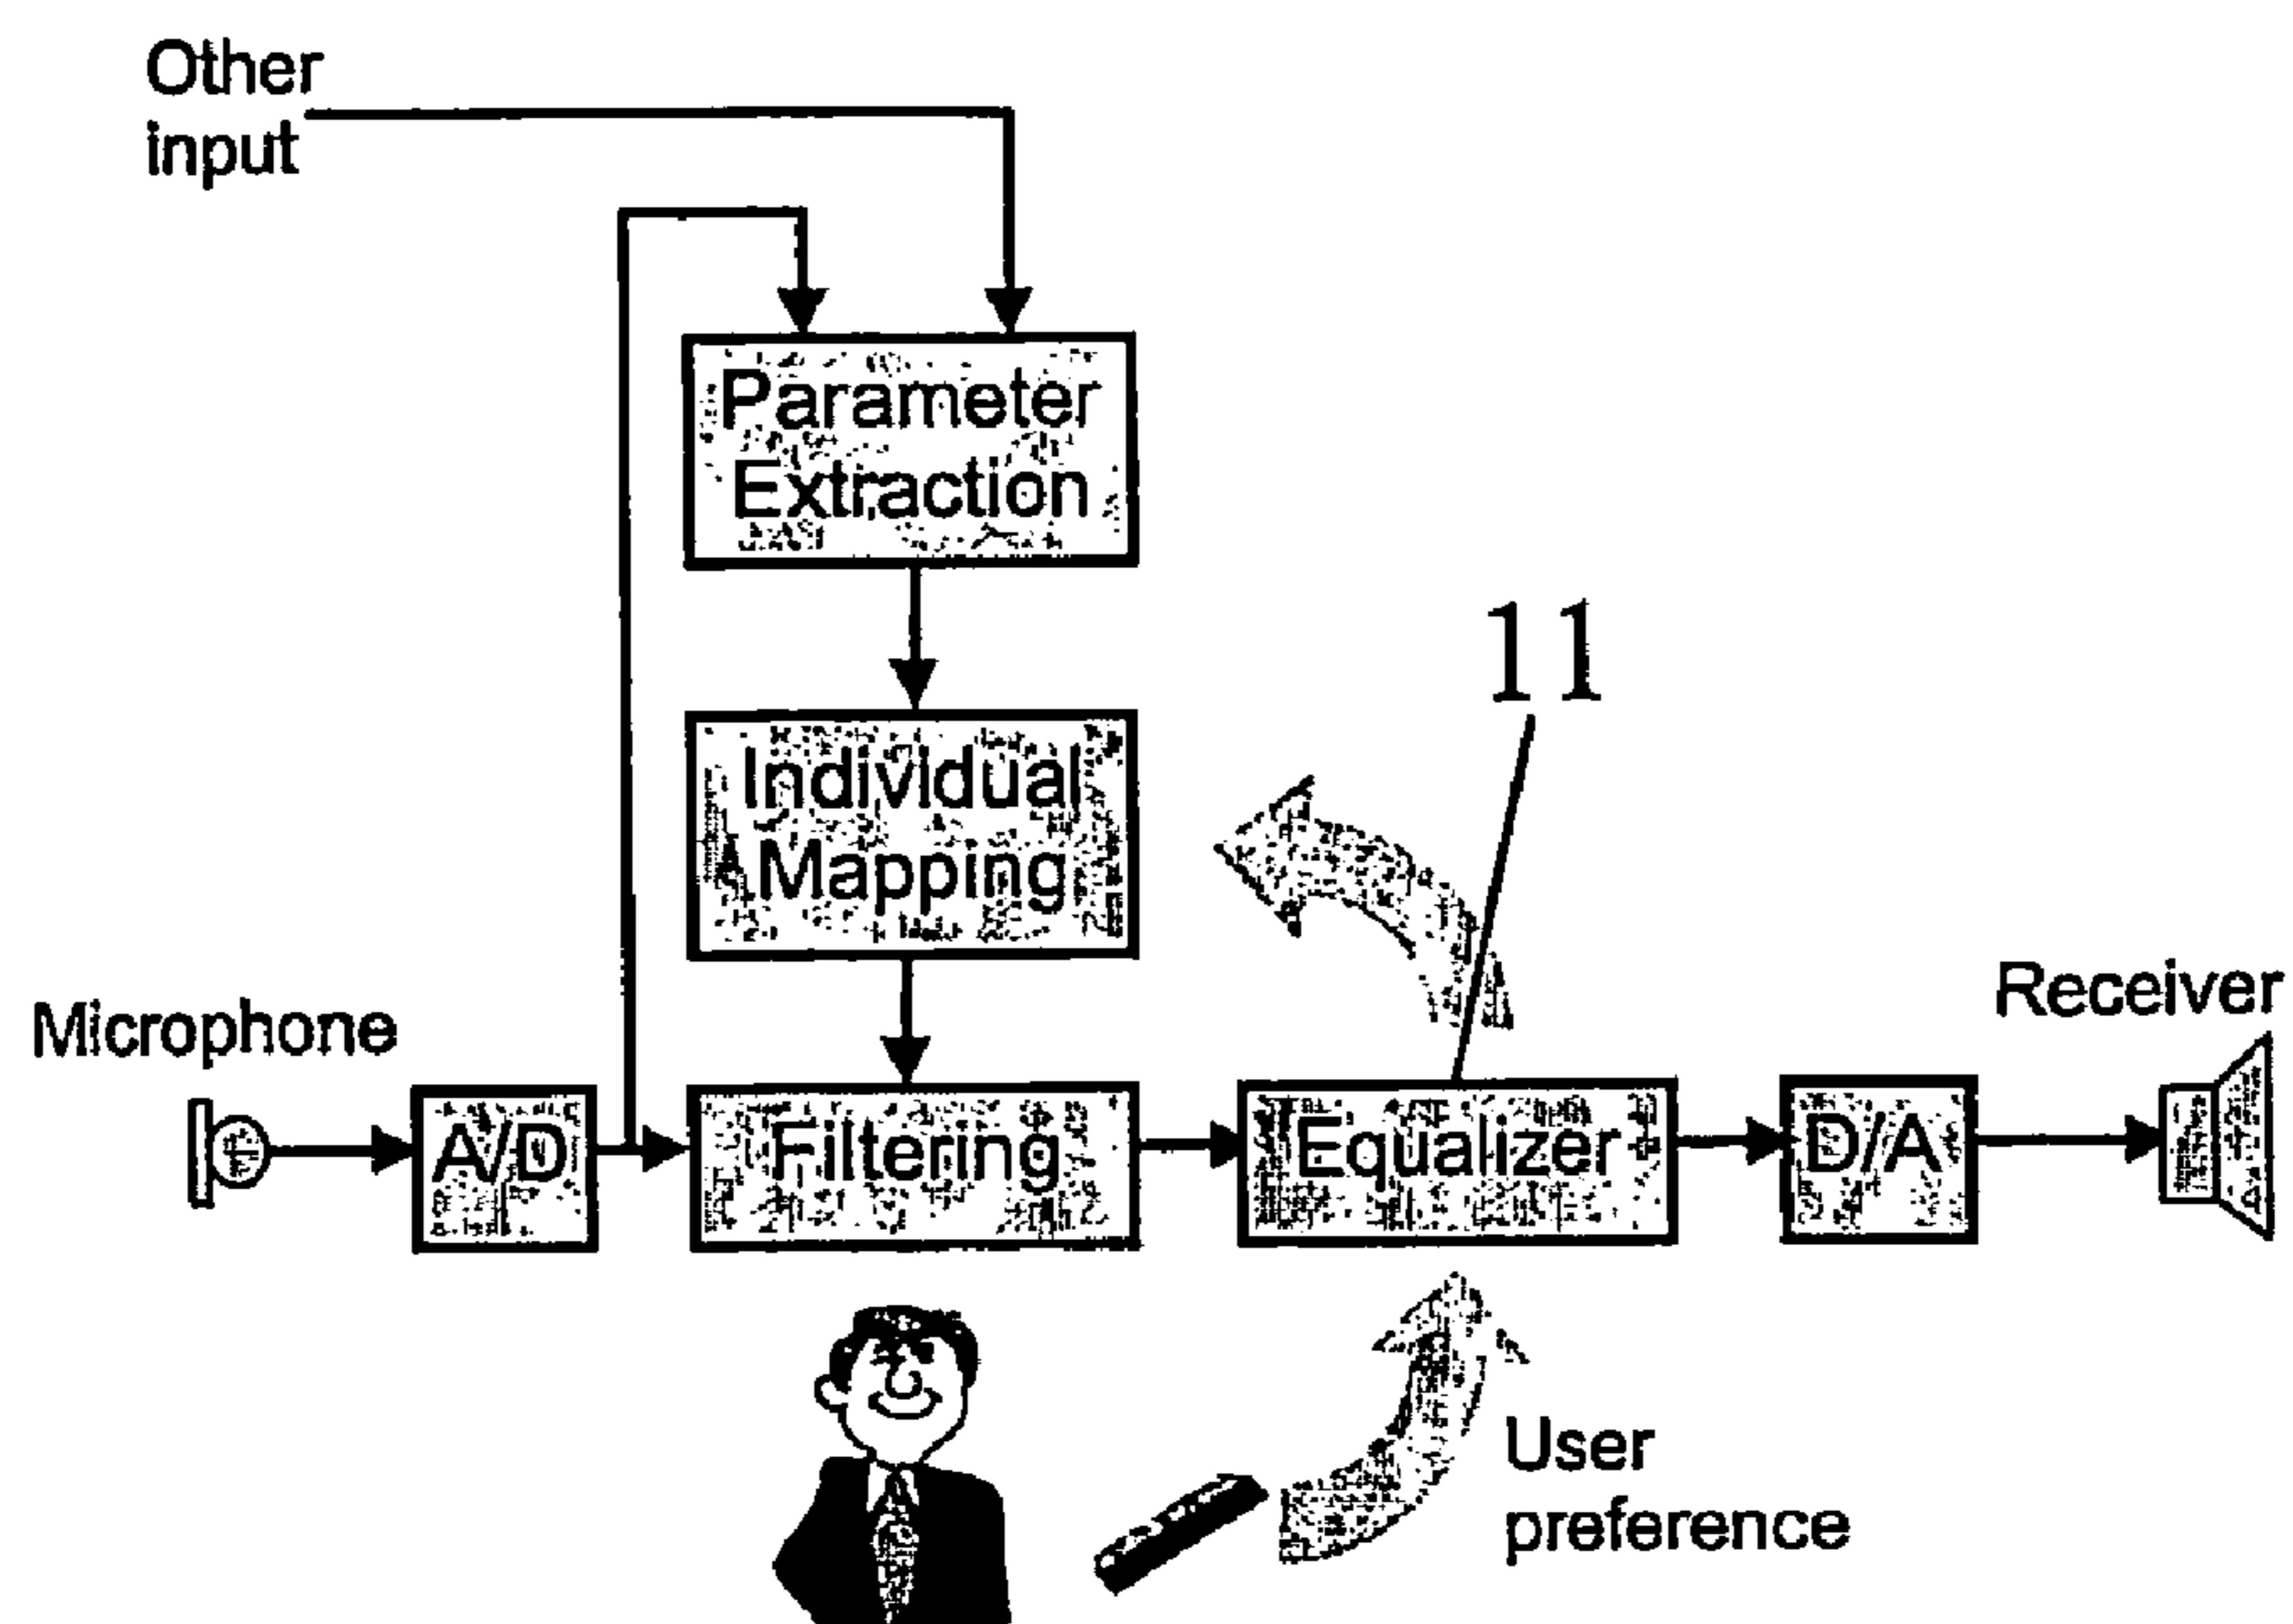 Other
input
Parameter
Extraction
11
Individual
Mapping
Microphone
Receiver
A/D
Filtering
Equalizer
D/A
User
preference